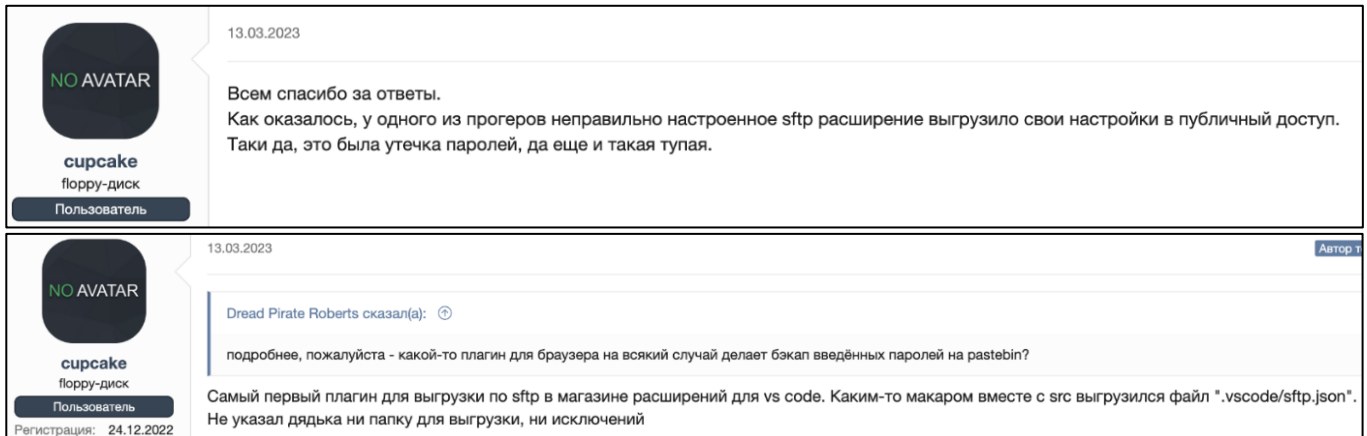 13.03.2023
NO AVATAR
Всем спасибо за ответы.
Как оказалось, у одного из прогеров неправильно настроенное sftp расширение выгрузило свои настройки в публичный доступ.
Таки да, это была утечка паролей, да еще и такая тупая.
cupcake
floppy-диск
Пользователь
13.03.2023
Автор т
NO AVATAR
Dread Pirate Roberts сказал(а):
подробнее, пожалуйста - какой-то плагин для браузера на всякий случай делает бэкап введённых паролей на pastebin?
cupcake
floppy-диск
Пользователь
Регистрация: 24.12.2022
Самый первый плагин для выгрузки по sftp в магазине расширений для vs code. Каким-то макаром вместе с src выгрузился файл ".vscode/sftp.json".
Не указал дядька ни папку для выгрузки, ни исключений